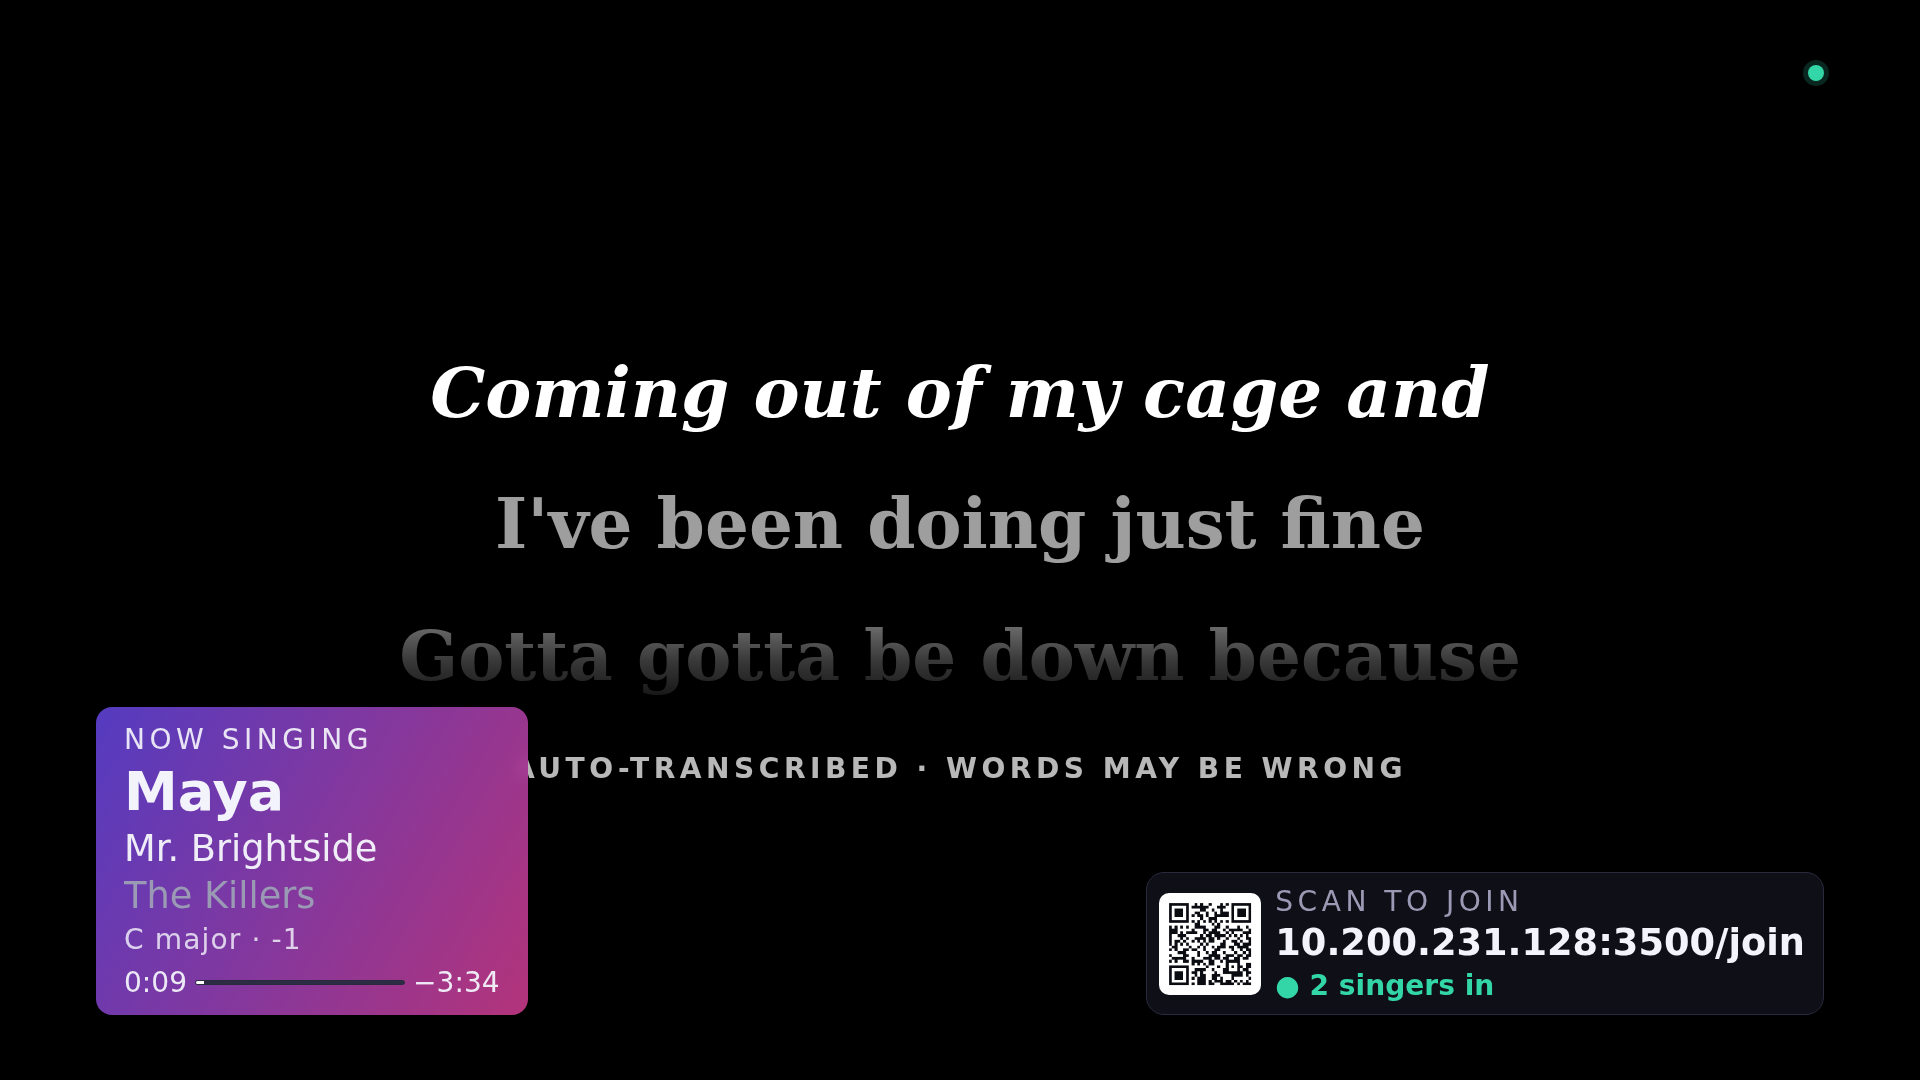 Coming out of my cage and
I've been doing just fine
Gotta gotta be down because
AUTO-TRANSCRIBED · WORDS MAY BE WRONG
NOW SINGING
Maya
Mr. Brightside
The Killers
C major · -1
0:09 −3:34
SCAN TO JOIN
10.200.231.128:3500/join
● 2 singers in